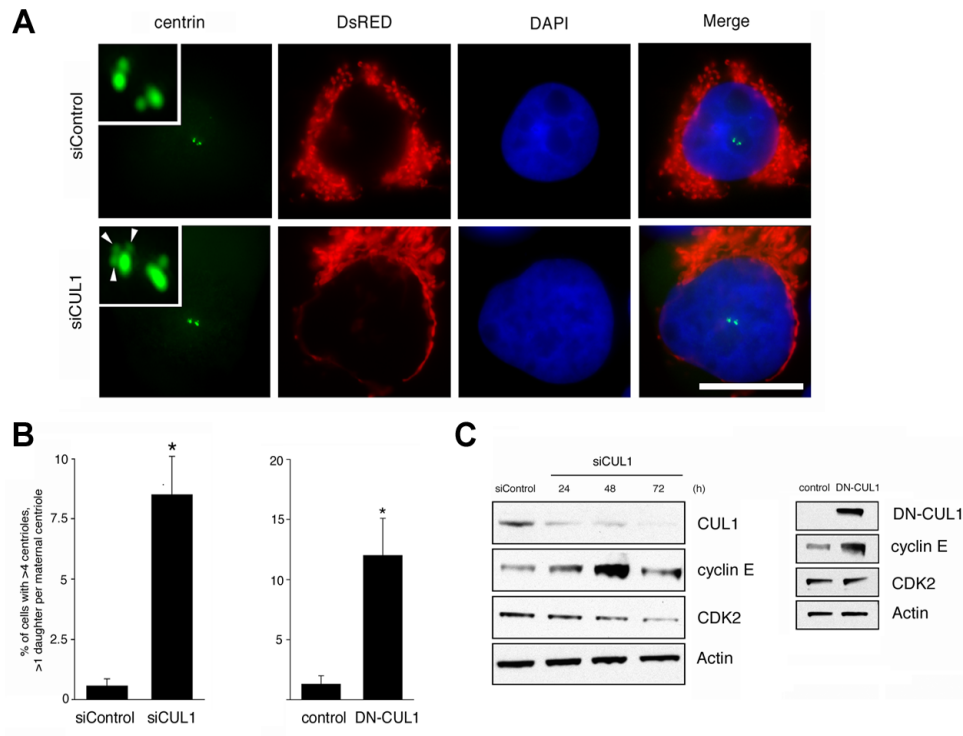 A
centrin DsRED DAPI Merge
siControl
siCUL1
B
% of cells with >4 centrioles,
>1 daughter per maternal centriole
10
7.5
5
2.5
0
*
siControl siCUL1
20
15
10
5
*
control DN-CUL1
C
siCUL1
siControl 24 48 72 (h)
CUL1
cyclin E
CDK2
Actin
control DN-CUL1
DN-CUL1
cyclin E
CDK2
Actin